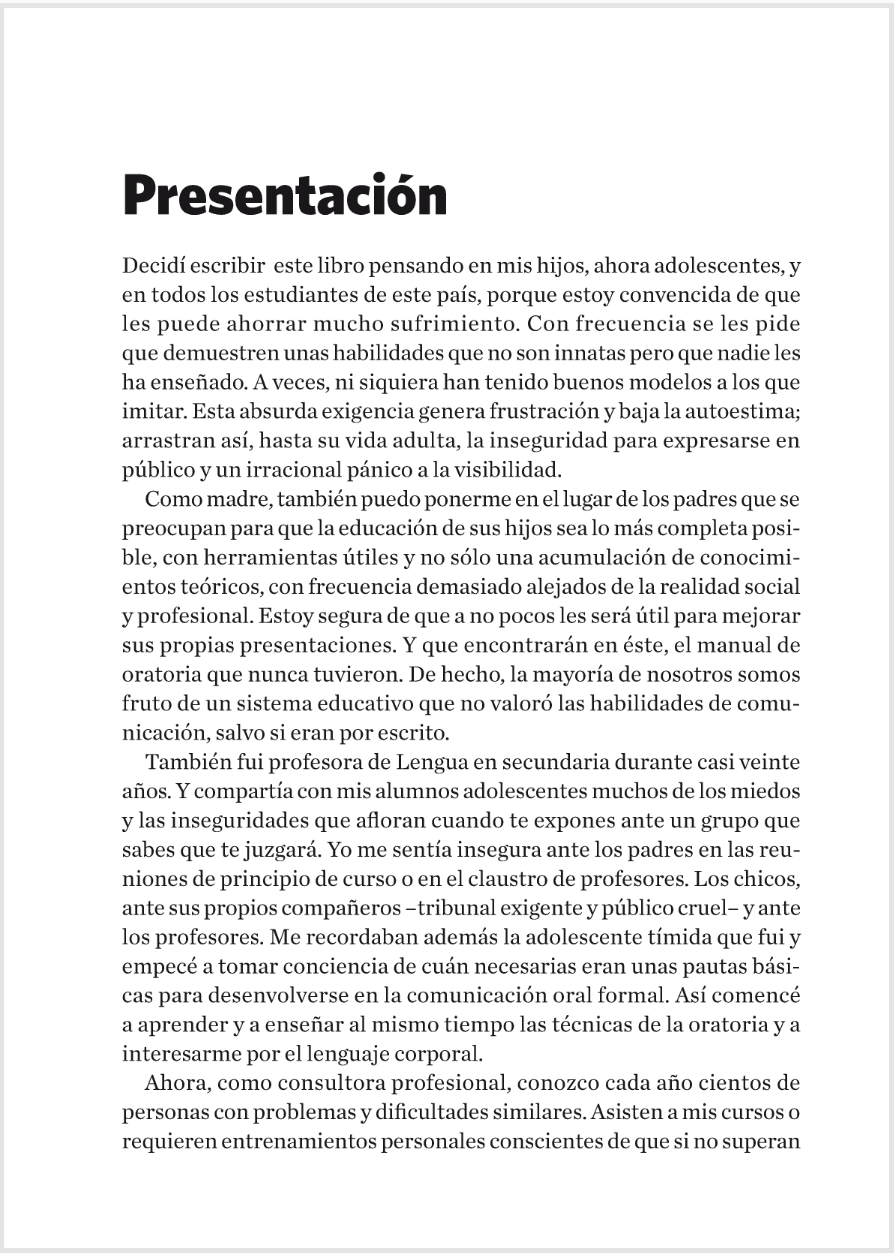 Presentación
Decidí escribir este libro pensando en mis hijos, ahora adolescentes, y
en todos los estudiantes de este país, porque estoy convencida de que
les puede ahorrar mucho sufrimiento. Con frecuencia se les pide
que demuestren unas habilidades que no son innatas pero que nadie les
ha enseñado. A veces, ni siquiera han tenido buenos modelos a los que
imitar. Esta absurda exigencia genera frustración y baja la autoestima;
arrastran así, hasta su vida adulta, la inseguridad para expresarse en
público y un irracional pánico a la visibilidad.
Como madre, también puedo ponerme en el lugar de los padres que se
preocupan para que la educación de sus hijos sea lo más completa posi-
ble, con herramientas útiles y no sólo una acumulación de conocimi-
entos teóricos, con frecuencia demasiado alejados de la realidad social
y profesional. Estoy segura de que a no pocos les será útil para mejorar
sus propias presentaciones. Y que encontrarán en éste, el manual de
oratoria que nunca tuvieron. De hecho, la mayoría de nosotros somos
fruto de un sistema educativo que no valoró las habilidades de comu-
nicación, salvo si eran por escrito.
También fui profesora de Lengua en secundaria durante casi veinte
años. Y compartía con mis alumnos adolescentes muchos de los miedos
y las inseguridades que afloran cuando te expones ante un grupo que
sabes que te juzgará. Yo me sentía insegura ante los padres en las reu-
niones de principio de curso o en el claustro de profesores. Los chicos,
ante sus propios compañeros –tribunal exigente y público cruel– y ante
los profesores. Me recordaban además la adolescente tímida que fui y
empecé a tomar conciencia de cuán necesarias eran unas pautas bási-
cas para desenvolverse en la comunicación oral formal. Así comencé
a aprender y a enseñar al mismo tiempo las técnicas de la oratoria y a
interesarme por el lenguaje corporal.
Ahora, como consultora profesional, conozco cada año cientos de
personas con problemas y dificultades similares. Asisten a mis cursos o
requieren entrenamientos personales conscientes de que si no superan